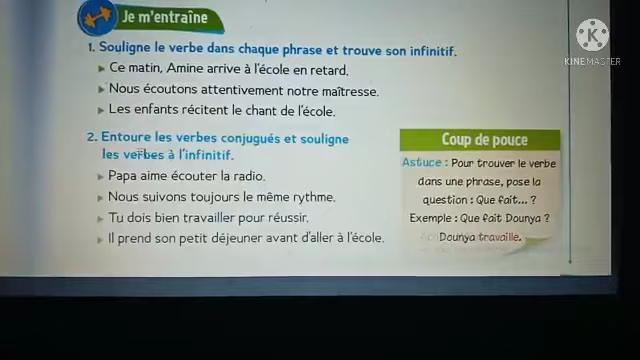 Je m'entraîne
KINEMASTER
1. Souligne le verbe dans chaque phrase et trouve son infinitif.
Ce matin, Amine arrive à l'école en retard.
Nous écoutons attentivement notre maîtresse.
Les enfants récitent le chant de l'école.
2. Entoure les verbes conjugués et souligne
les verbes à l'infinitif.
Papa aime écouter la radio.
Nous suivons toujours le même rythme.
Tu dois bien travailler pour réussir.
Il prend son petit déjeuner avant d'aller à l'école.
Coup de pouce
Astuce : Pour trouver le verbe
dans une phrase, pose la
question : Que fait... ?
Exemple : Que fait Dounya ?
Dounya travaille.